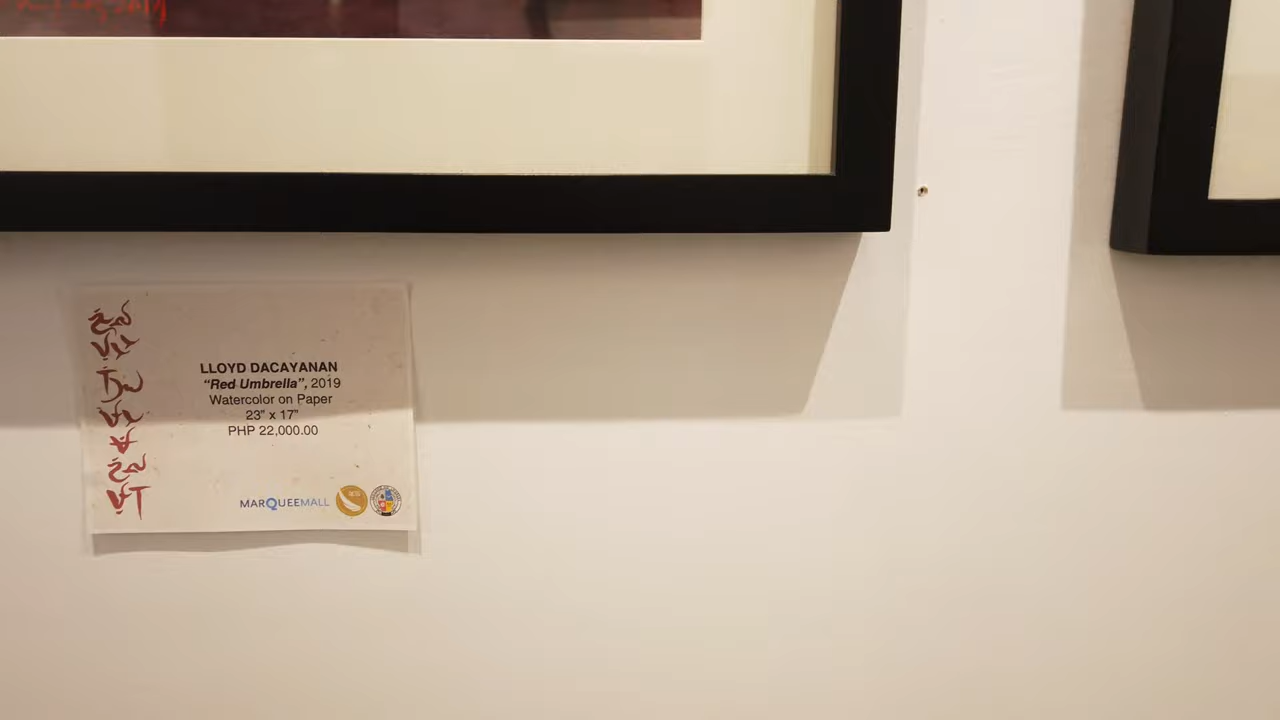 LLOYD DACAYANAN
“Red Umbrella”, 2019
Watercolor on Paper
23” x 17”
PHP 22,000.00
MARQUEEMALL